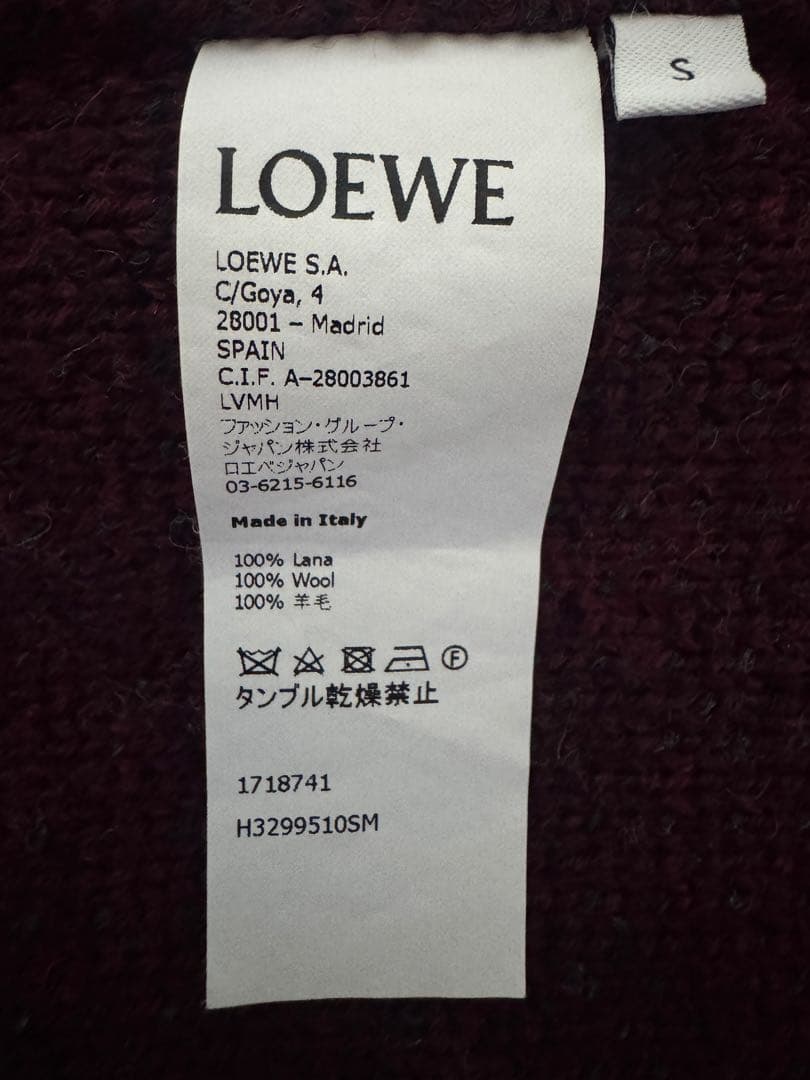 S
LOEWE
LOEWE S.A.
C/Goya, 4
28001 – Madrid
SPAIN
C.I.F. A–28003861
LVMH
ファッション・グループ・
ジャパン株式会社
ロエベジャパン
03-6215-6116
Made in Italy
100% Lana
100% Wool
100% 羊毛
F
タンブル乾燥禁止
1718741
H3299510SM